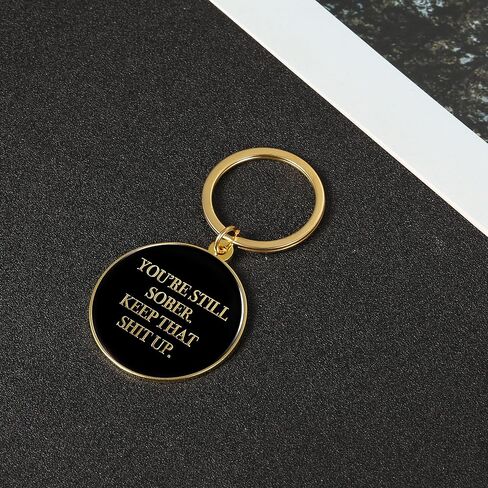 YOU'RE STILL
SOBER.
KEEP THAT
SHIT UP.